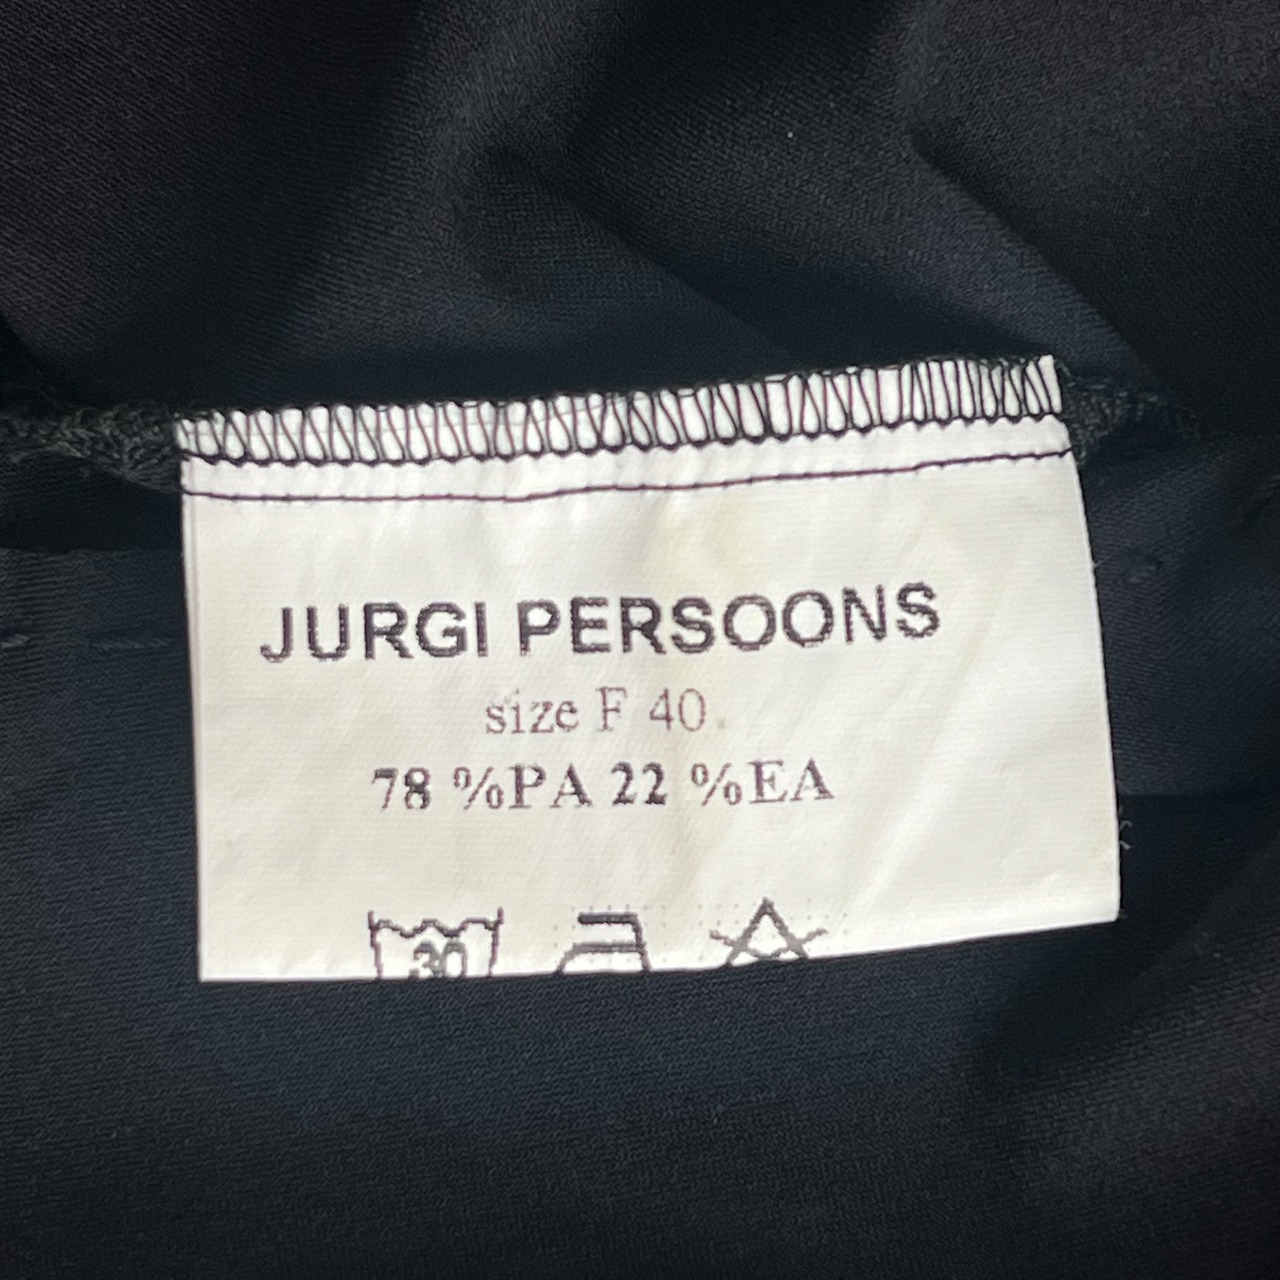 JURGI PERSOONS
size F 40
78 %PA 22 %EA
30